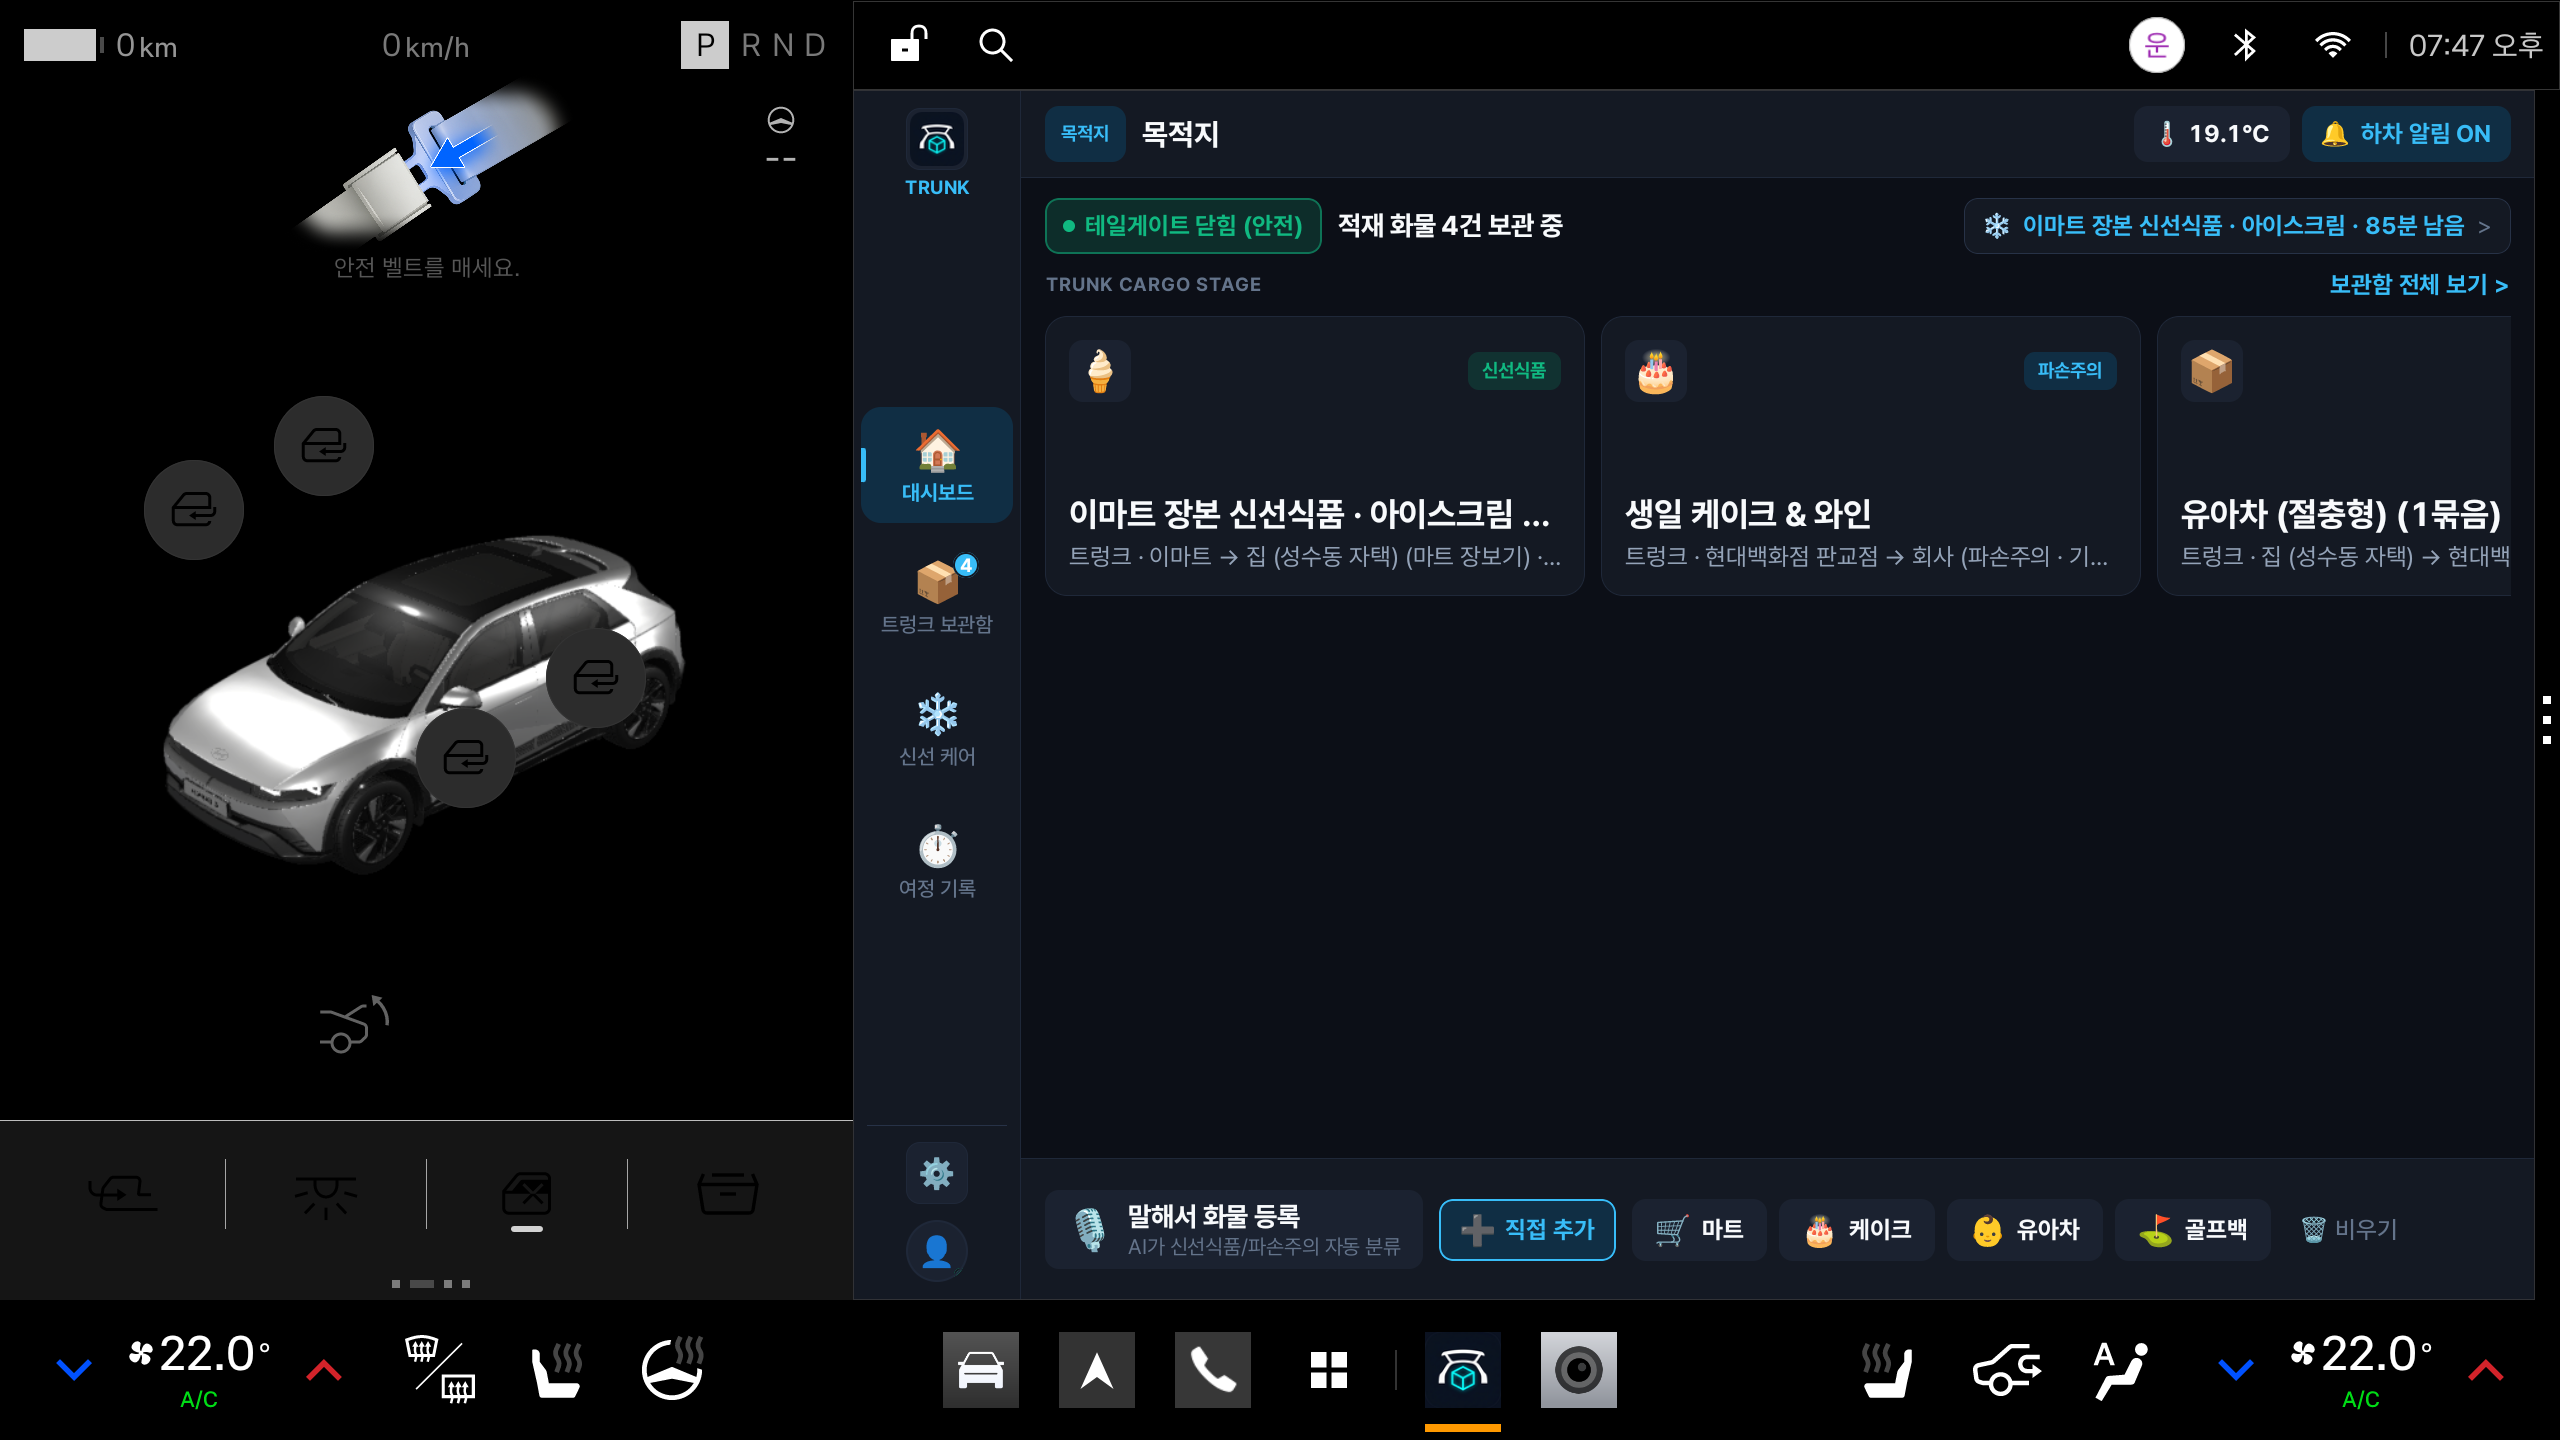 0 km
0 km/h
P R N D
안전 벨트를 매세요.
운
07:47 오후
TRUNK
목적지
목적지
19.1°C
하차 알림 ON
테일게이트 닫힘 (안전)
적재 화물 4건 보관 중
이마트 장본 신선식품 · 아이스크림 · 85분 남음 >
TRUNK CARGO STAGE
보관함 전체 보기 >
신선식품
이마트 장본 신선식품 · 아이스크림 ...
트렁크 · 이마트 → 집 (성수동 자택) (마트 장보기) ·...
파손주의
생일 케이크 & 와인
트렁크 · 현대백화점 판교점 → 회사 (파손주의 · 기...
유아차 (절충형) (1묶음)
트렁크 · 집 (성수동 자택) → 현대백
대시보드
4
트렁크 보관함
신선 케어
여정 기록
말해서 화물 등록
AI가 신선식품/파손주의 자동 분류
직접 추가
마트
케이크
유아차
골프백
비우기
22.0°
A/C
A
22.0°
A/C